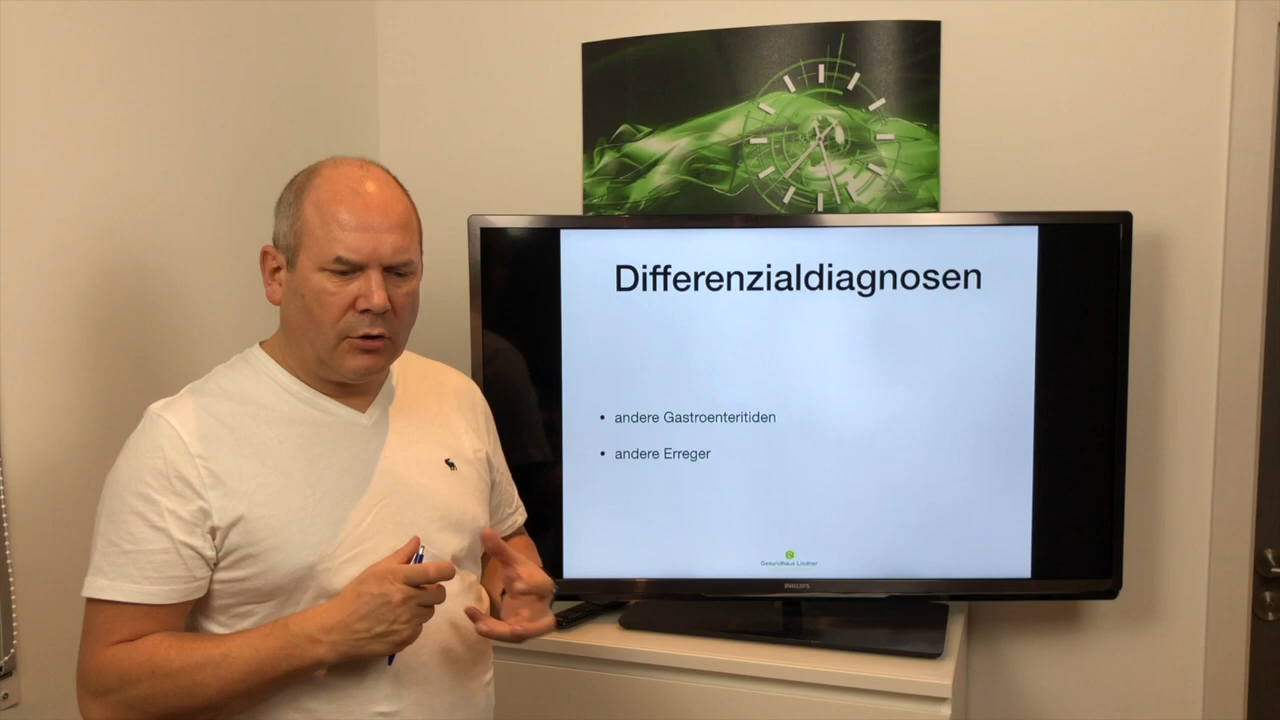 Differenzialdiagnosen
• andere Gastroenteritiden
• andere Erreger
Gesundhaus Lindner
PHILIPS